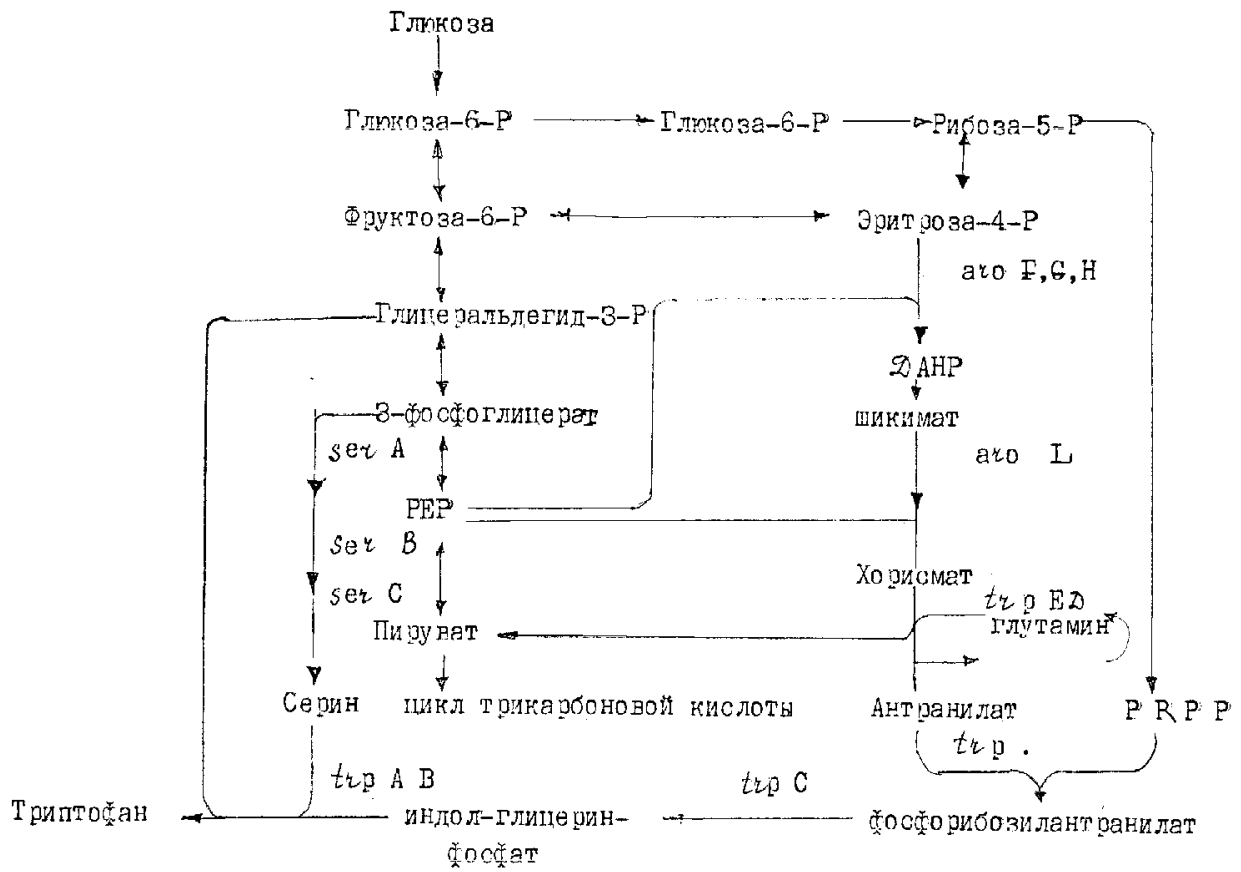 Глюкоза
Глюкоза-6-Р Глюкоза-6-Р Рибоза-5-Р
Фруктоза-6-Р Эритроза-4-Р
aro F,G,H
Глицеральдегид-3-Р
ДАНР
3-фосфоглицерат шикимат
ser A aro L
PEP
ser B
Хорисмат
ser C trp ED
Пируват глутамин
Серин цикл трикарбоновой кислоты Антранилат P R P P
trp .
trp A B trp C
Триптофан индол-глицерин- фосфорибозилантранилат
фосфат